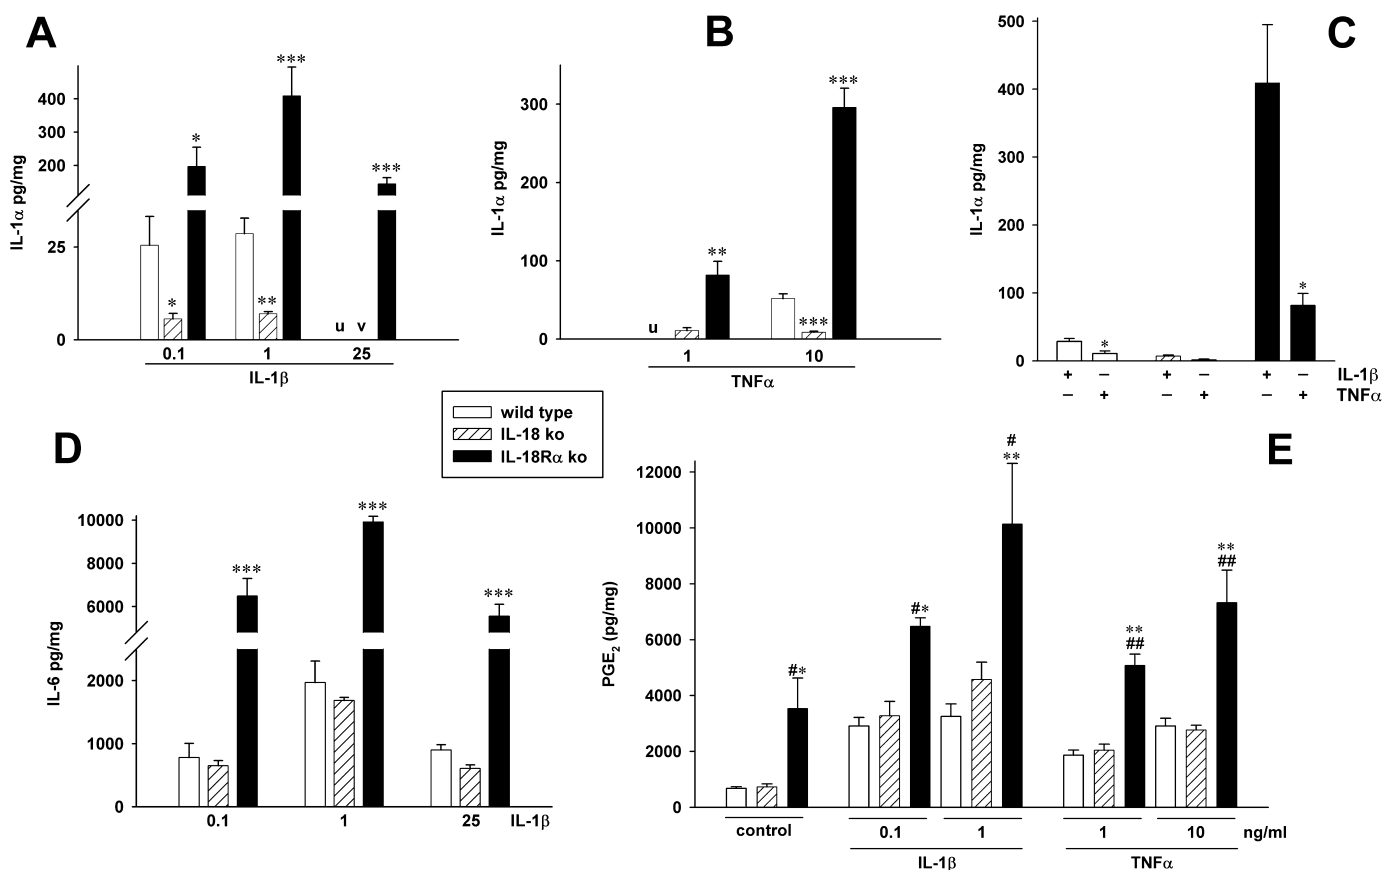 A
IL-1α pg/mg
400
300
200
25
0
***
*
***
*
**
u v
0.1 1 25
IL-1β
B
IL-1α pg/mg
300
200
100
0
***
**
u
***
1 10
TNFα
C
IL-1α pg/mg
500
400
300
200
100
0
*
*
+ – + – + – IL-1β
– + – + – + TNFα
wild type
IL-18 ko
IL-18Rα ko
D
IL-6 pg/mg
10000
8000
6000
2000
1000
0
***
***
***
0.1 1 25 IL-1β
E
PGE2 (pg/mg)
12000
10000
8000
6000
4000
2000
0
#
**
**
##
#*
**
##
#*
control 0.1 1 1 10 ng/ml
IL-1β TNFα